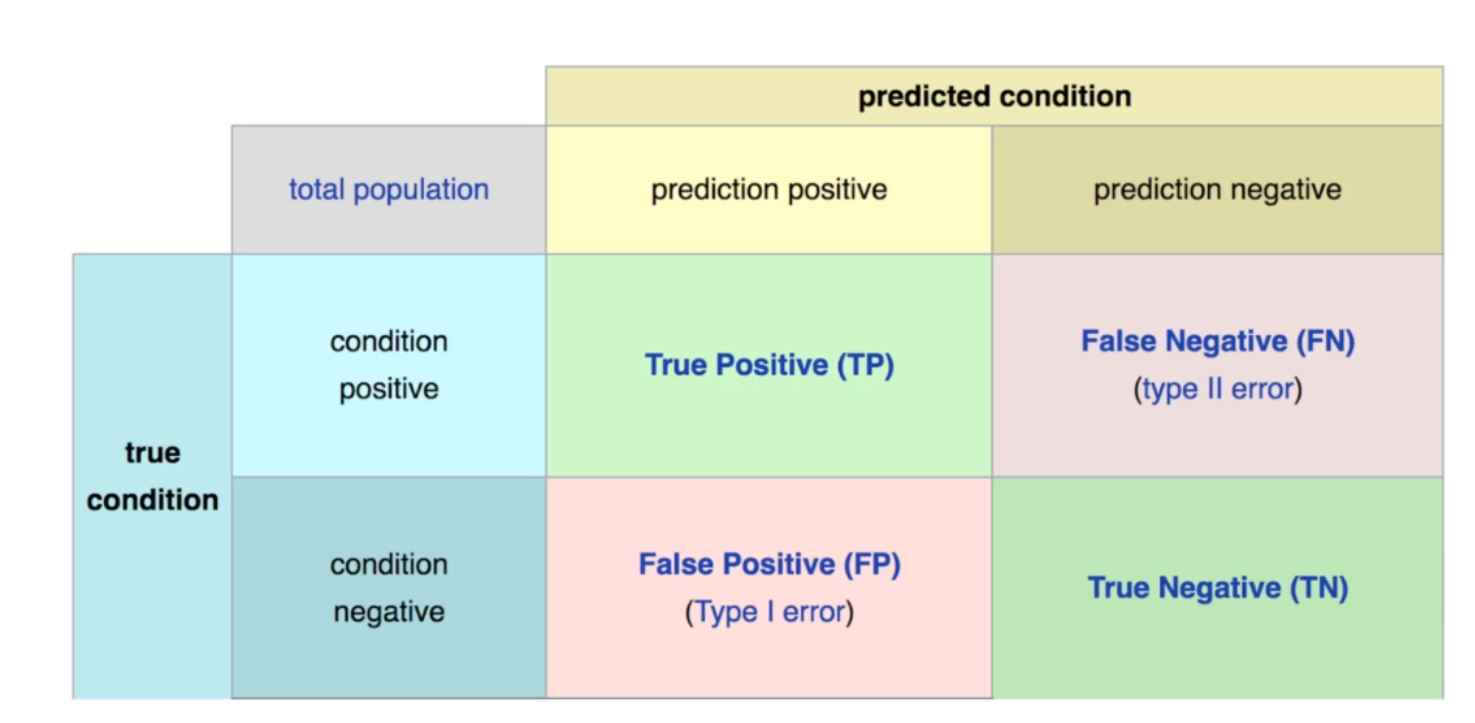 predicted condition
total population
prediction positive
prediction negative
true
condition
condition
positive
True Positive (TP)
False Negative (FN)
(type II error)
condition
negative
False Positive (FP)
(Type I error)
True Negative (TN)